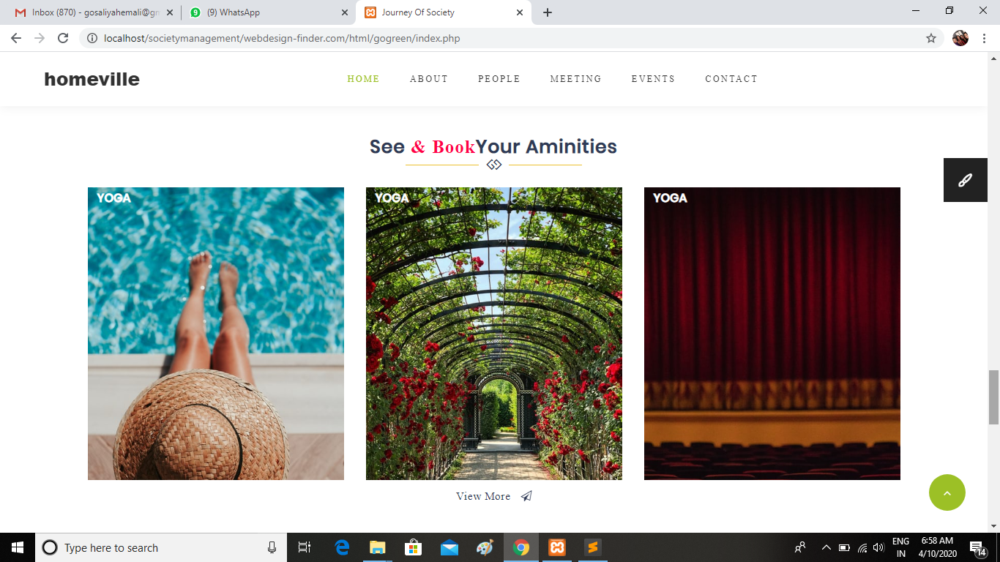 Inbox (870) - gosaliyahemali@gm
(9) WhatsApp
Journey Of Society
localhost/societymanagement/webdesign-finder.com/html/gogreen/index.php
homeville
HOME ABOUT PEOPLE MEETING EVENTS CONTACT
See & BookYour Aminities
YOGA YOGA YOGA
View More
Type here to search
ENG
IN
6:58 AM
4/10/2020
14